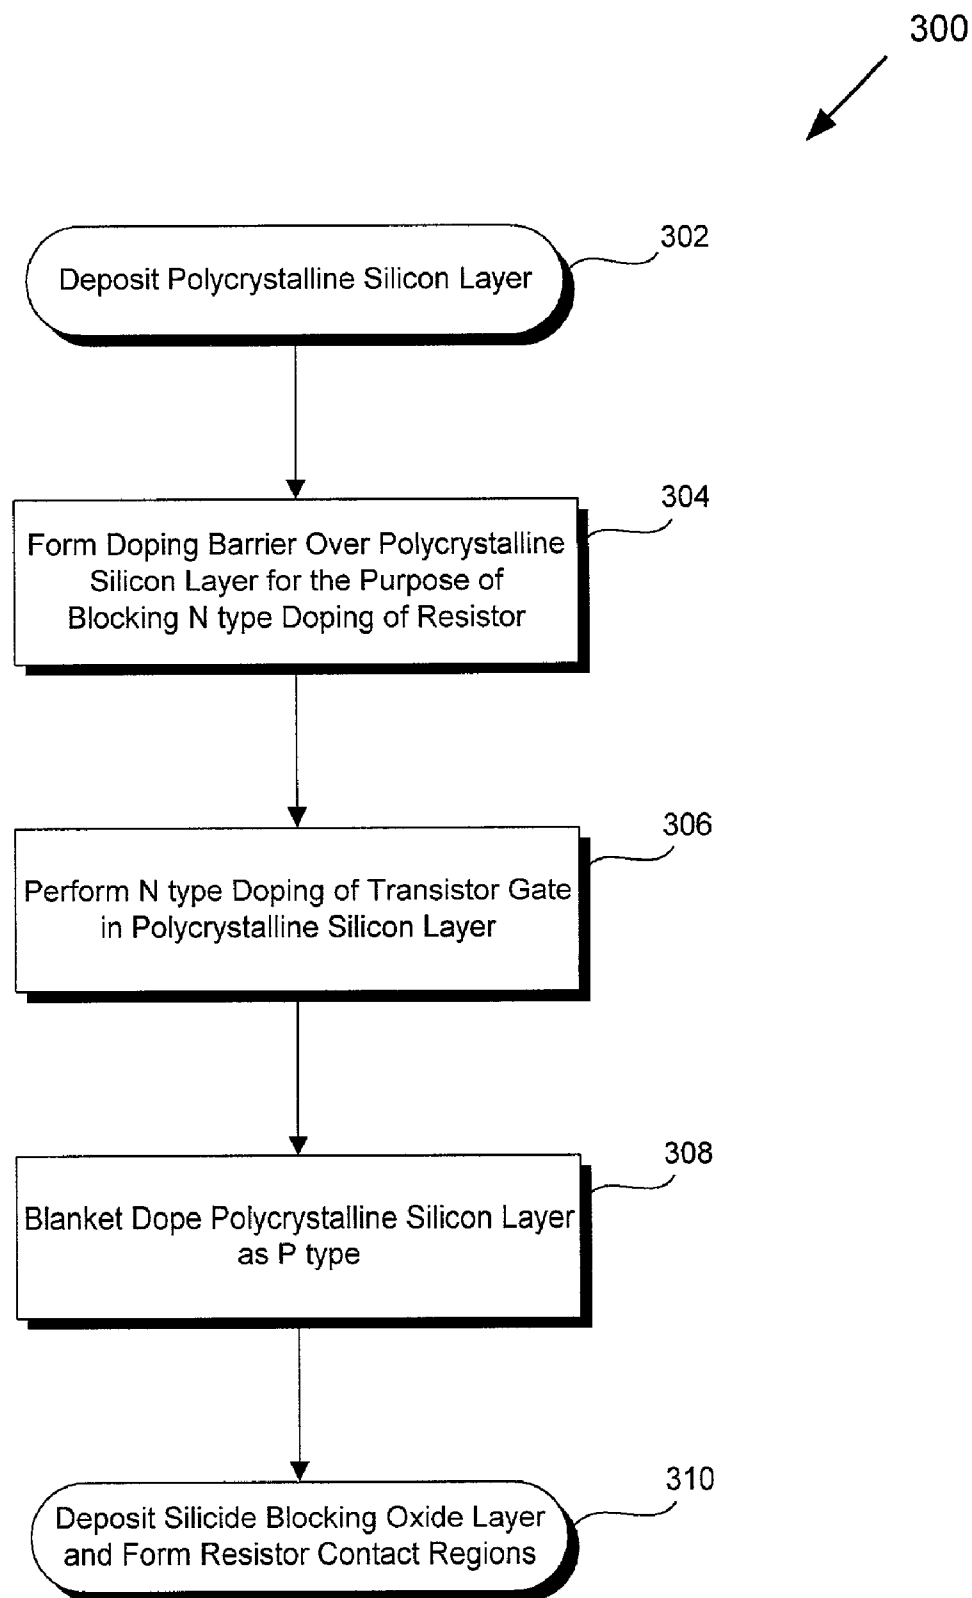 300
302
Deposit Polycrystalline Silicon Layer
304
Form Doping Barrier Over Polycrystalline
Silicon Layer for the Purpose of
Blocking N type Doping of Resistor
306
Perform N type Doping of Transistor Gate
in Polycrystalline Silicon Layer
308
Blanket Dope Polycrystalline Silicon Layer
as P type
310
Deposit Silicide Blocking Oxide Layer
and Form Resistor Contact Regions